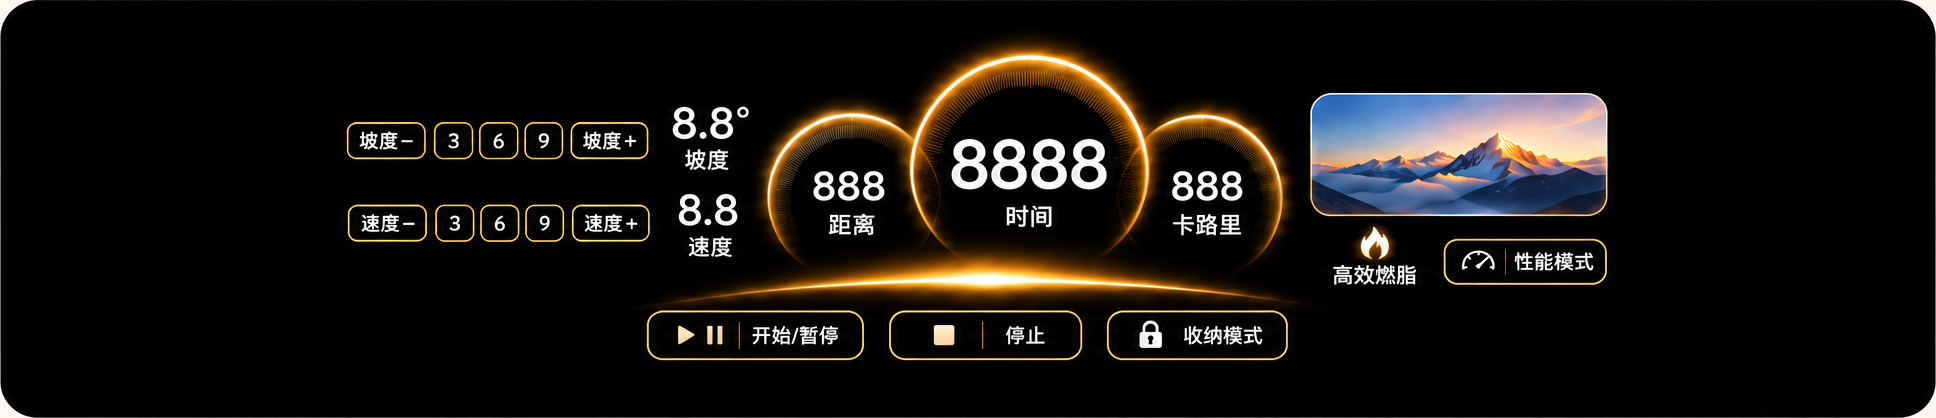 坡度−
3
6
9
坡度+
8.8°
坡度
速度−
3
6
9
速度+
8.8
速度
888
距离
8888
时间
888
卡路里
高效燃脂
性能模式
开始/暂停
停止
收纳模式